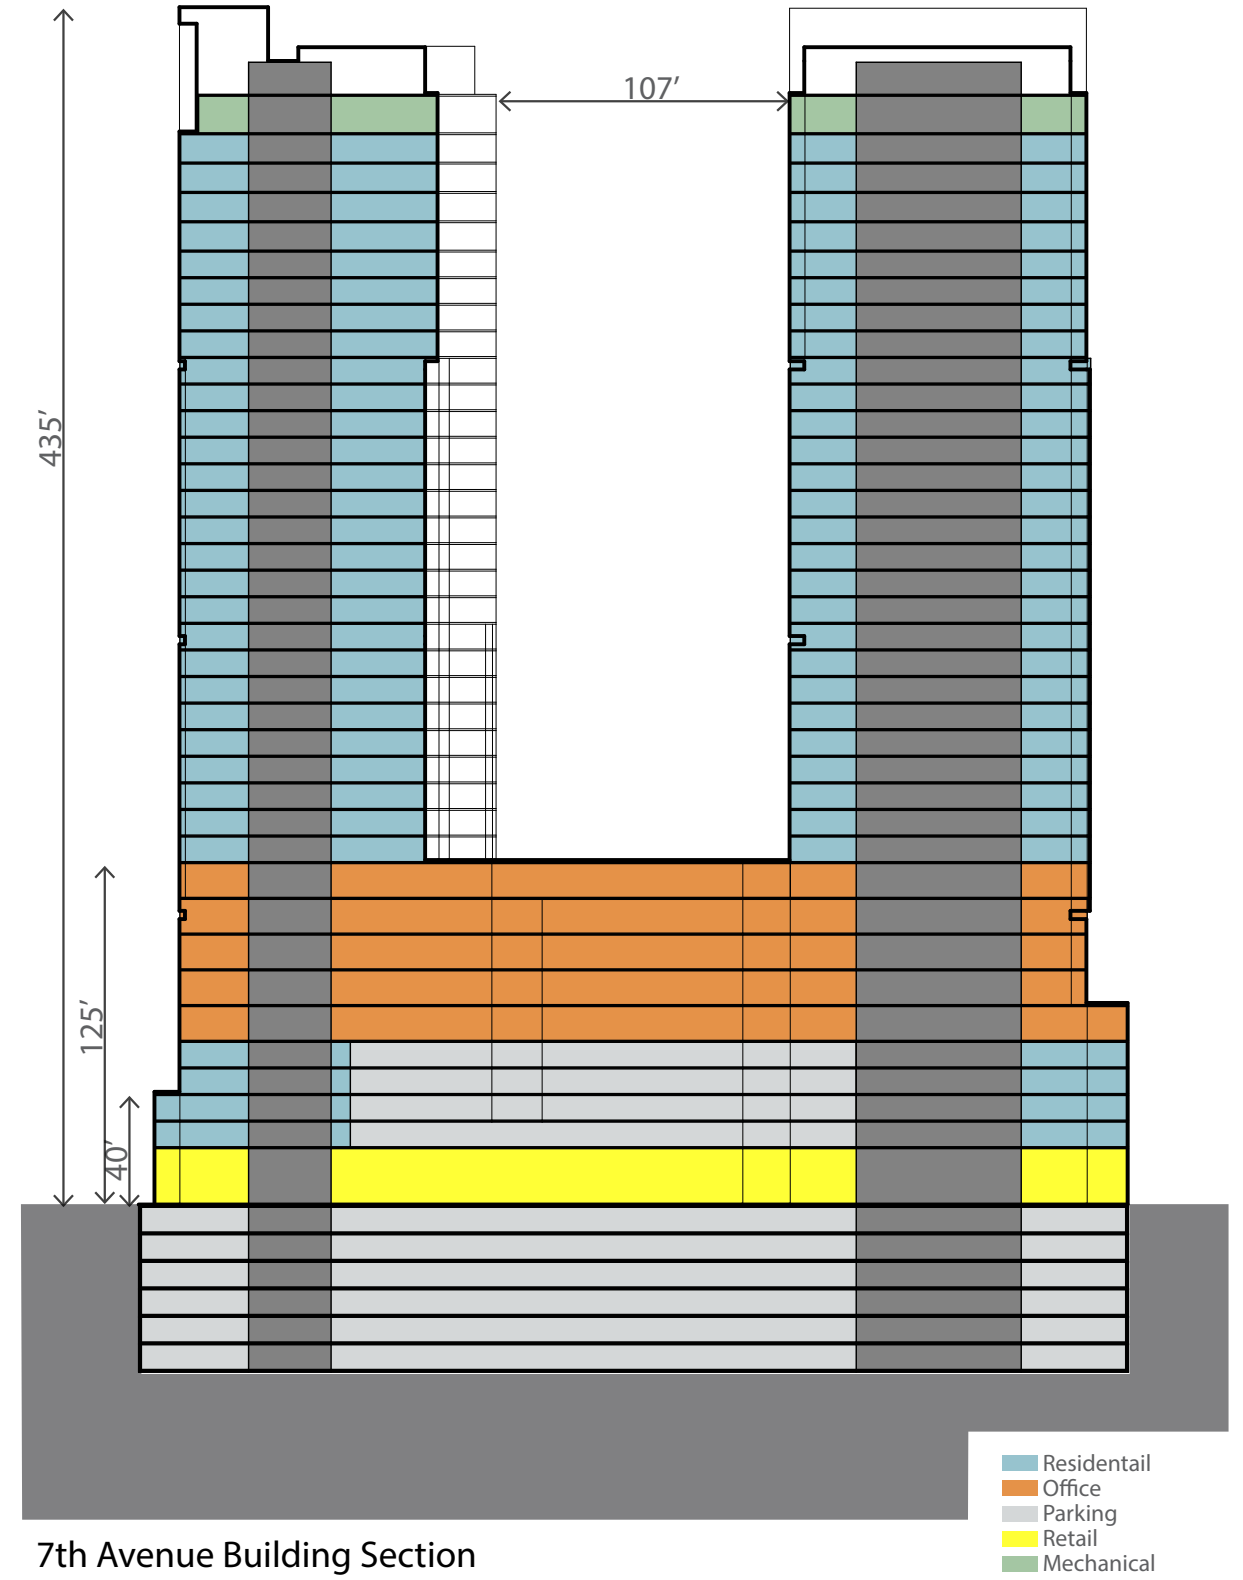 107’
435’
125’
40’
Residentail
Office
Parking
Retail
Mechanical
7th Avenue Building Section